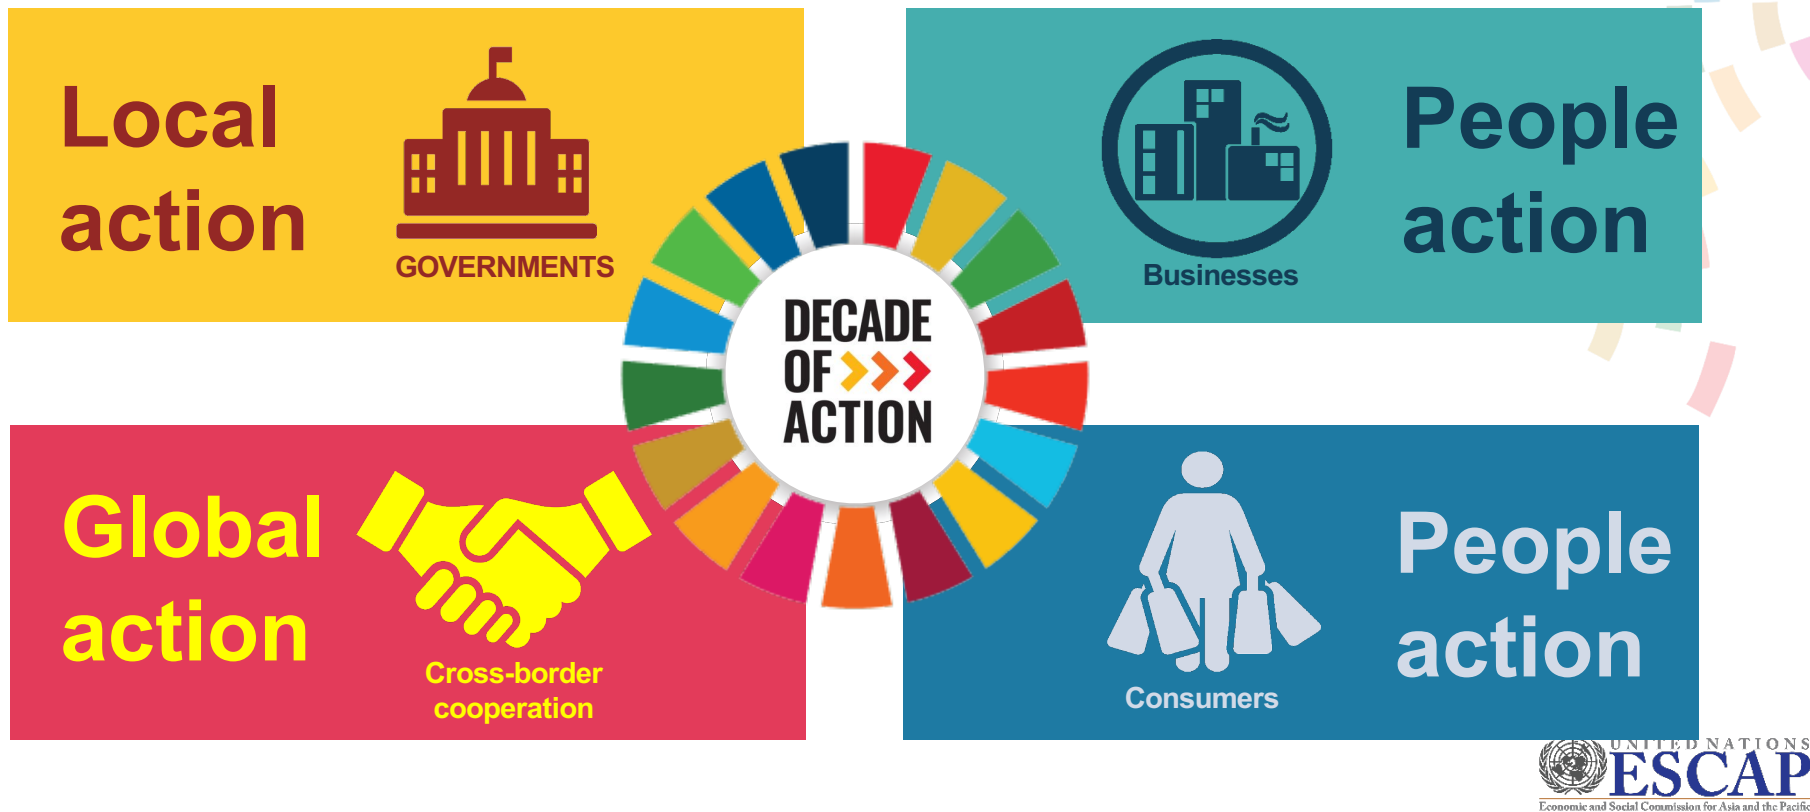 Local
action
GOVERNMENTS
People
action
Businesses
DECADE
OF
ACTION
Global
action
Cross-border
cooperation
People
action
Consumers
UNITED NATIONS
ESCAP
Economic and Social Commission for Asia and the Pacific